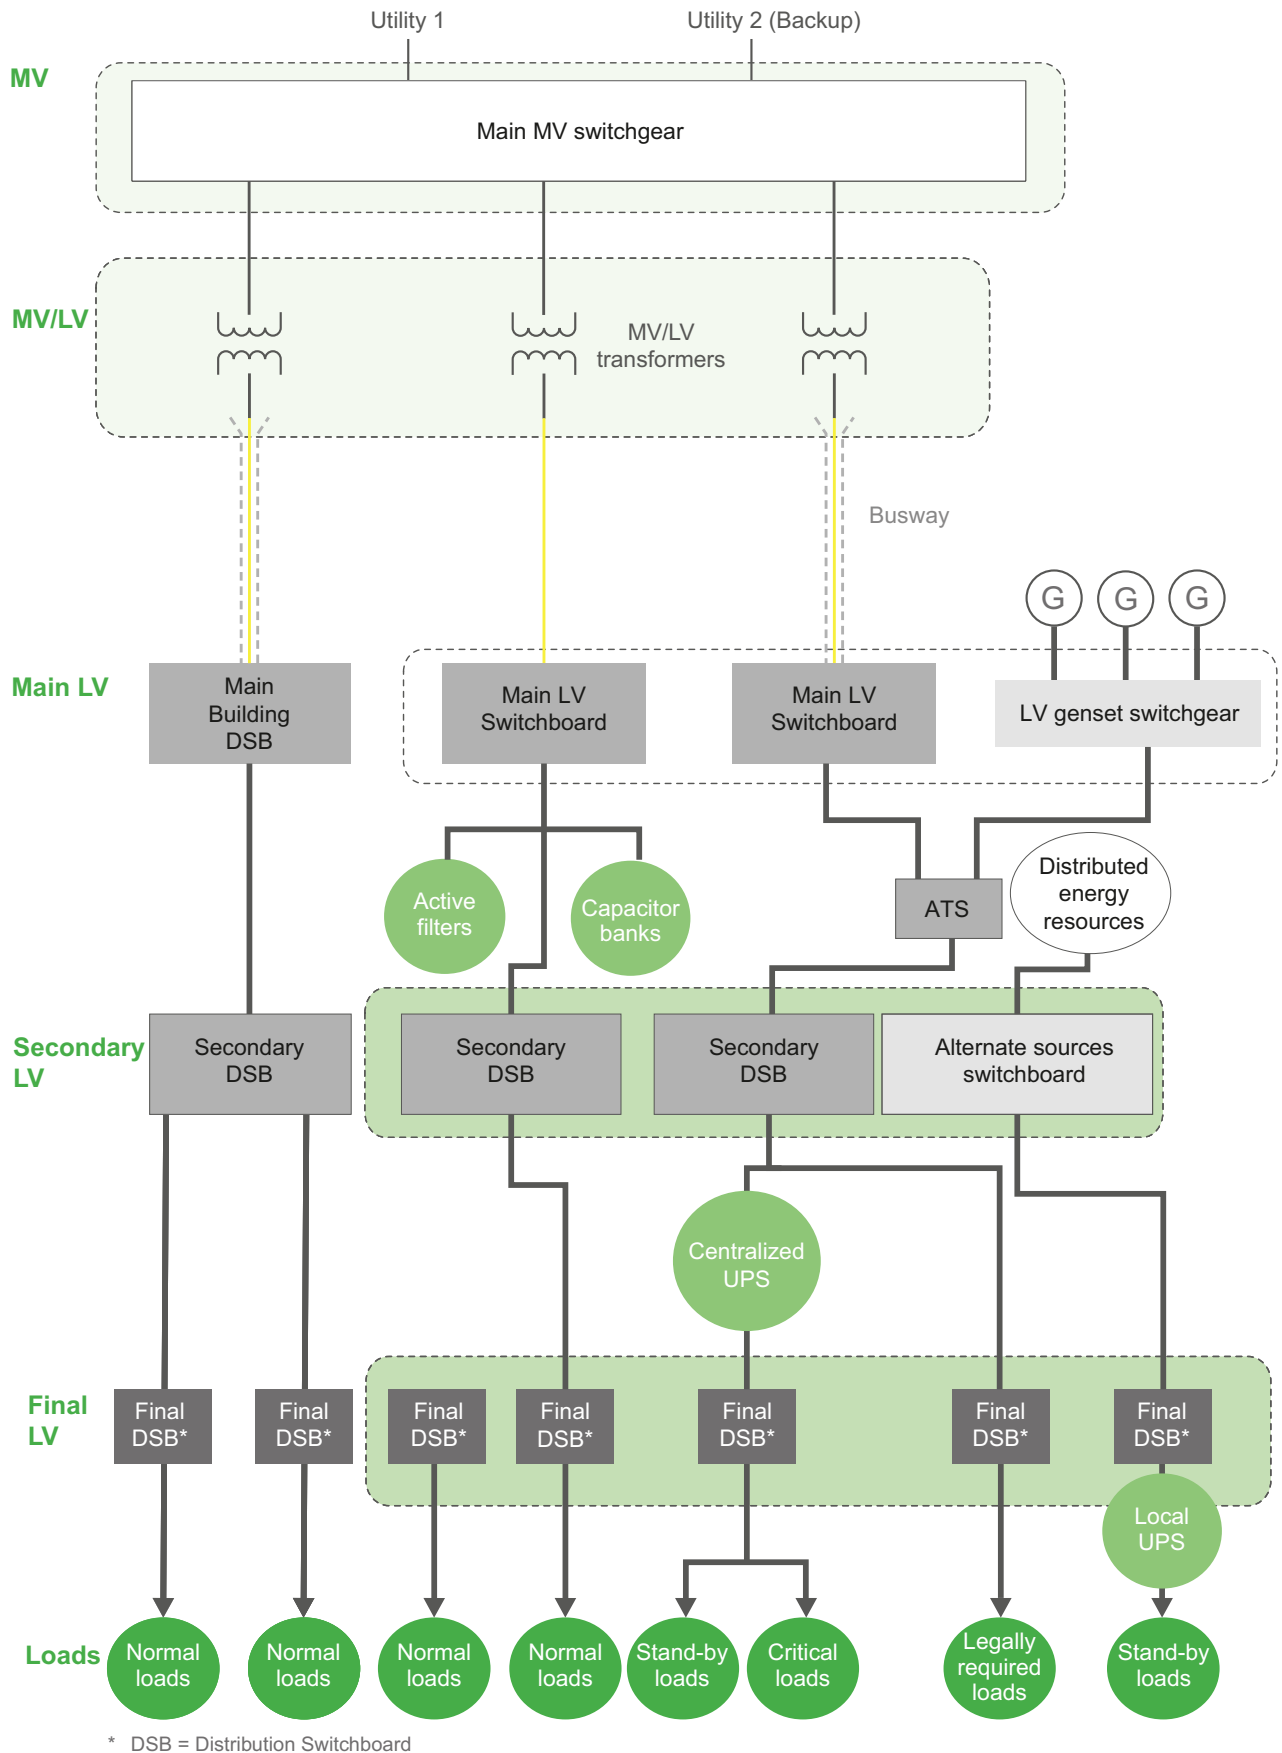 Utility 1
Utility 2 (Backup)
MV
Main MV switchgear
MV/LV
MV/LV
transformers
Busway
G
G
G
Main LV
Main
Building
DSB
Main LV
Switchboard
Main LV
Switchboard
LV genset switchgear
Active
filters
Capacitor
banks
ATS
Distributed
energy
resources
Secondary
LV
Secondary
DSB
Secondary
DSB
Secondary
DSB
Alternate sources
switchboard
Centralized
UPS
Final
LV
Final
DSB*
Final
DSB*
Final
DSB*
Final
DSB*
Final
DSB*
Final
DSB*
Final
DSB*
Local
UPS
Loads
Normal
loads
Normal
loads
Normal
loads
Normal
loads
Stand-by
loads
Critical
loads
Legally
required
loads
Stand-by
loads
* DSB = Distribution Switchboard